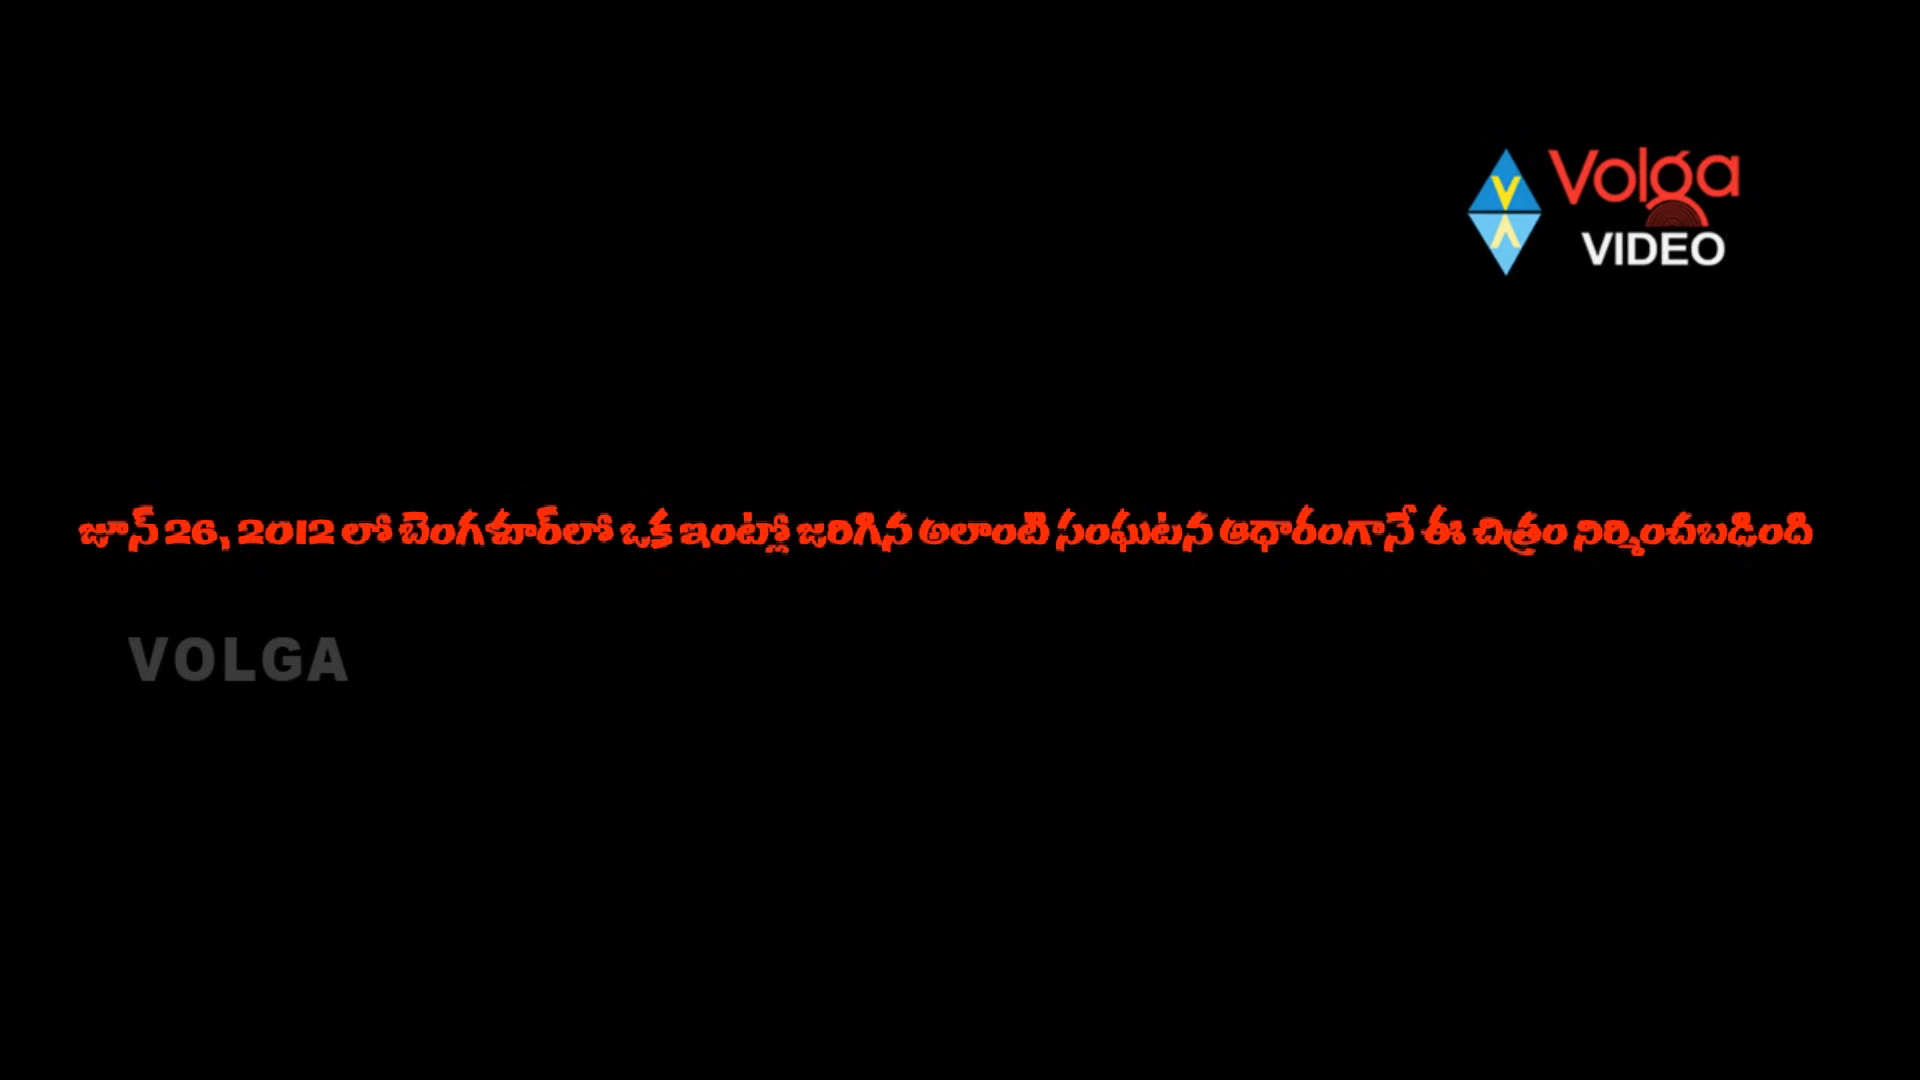 Volga
VIDEO
జూన్ 26, 2012 లో బెంగళూర్‌లో ఒక ఇంట్లో జరిగిన అలాంటి సంఘటన ఆధారంగానే ఈ చిత్రం నిర్మించబడింది
VOLGA